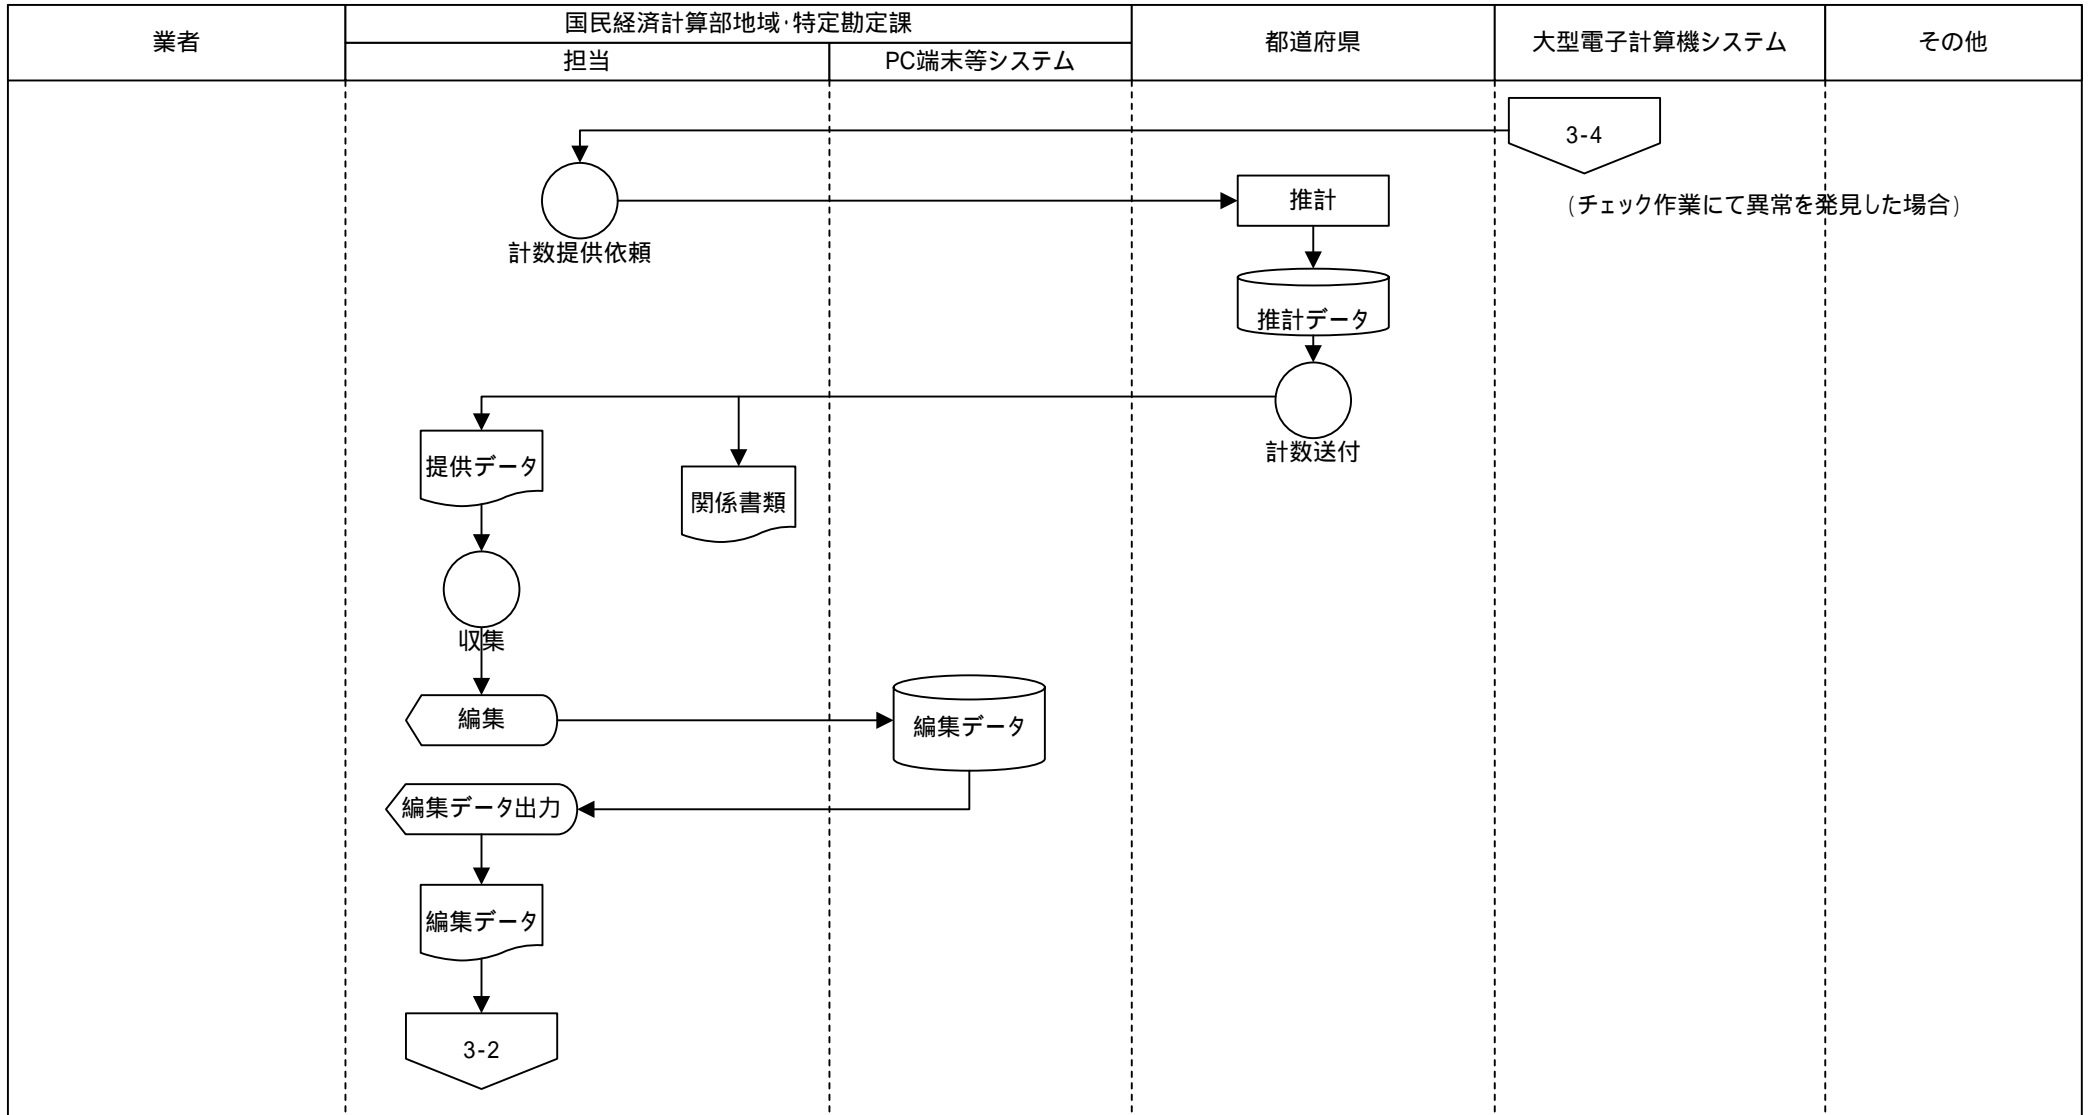 業者
国民経済計算部地域･特定勘定課
担当
PC端末等システム
都道府県
大型電子計算機システム
その他
3-4
(チェック作業にて異常を発見した場合)
推計
計数提供依頼
推計データ
計数送付
提供データ
関係書類
収集
編集
編集データ
編集データ出力
編集データ
3-2